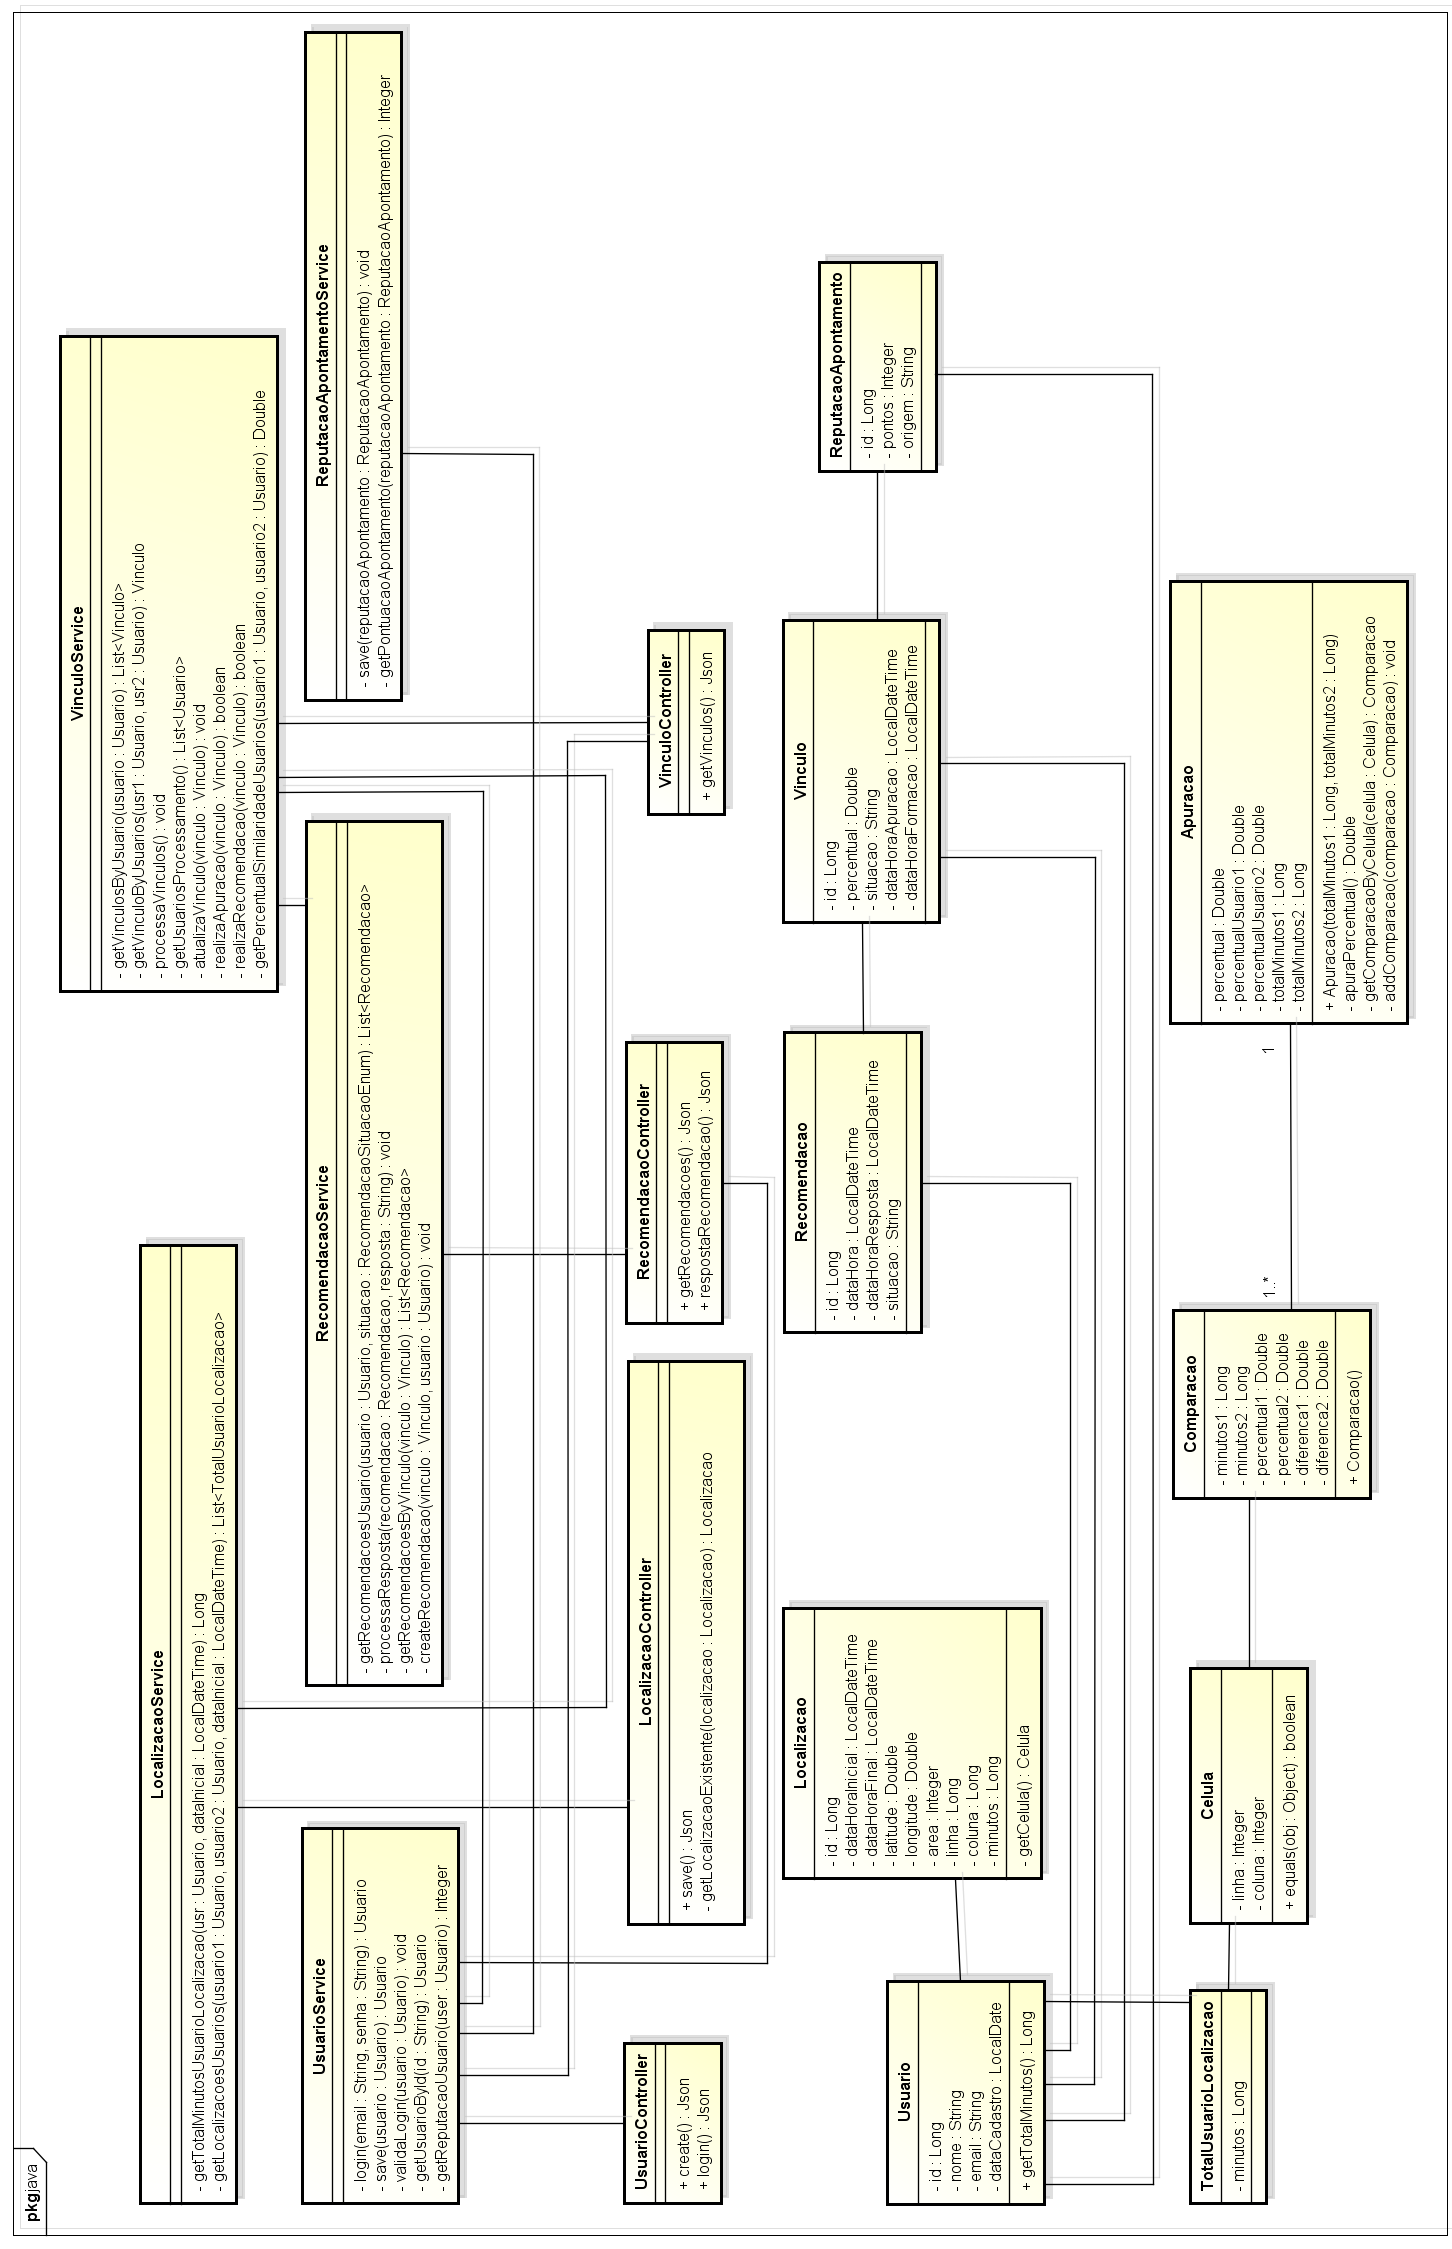 pkg java
LocalizacaoService
- getTotalMinutosUsuarioLocalizacao(usr : Usuario, dataInicial : LocalDateTime) : Long
- getLocalizacoesUsuarios(usuario1 : Usuario, usuario2 : Usuario, dataInicial : LocalDateTime) : List<TotalUsuarioLocalizacao>
VinculoService
- getVinculosByUsuario(usuario : Usuario) : List<Vinculo>
- getVinculoByUsuarios(usr1 : Usuario, usr2 : Usuario) : Vinculo
- processaVinculos() : void
- getUsuariosProcessamento() : List<Usuario>
- atualizaVinculo(vinculo : Vinculo) : void
- realizaApuracao(vinculo : Vinculo) : boolean
- realizaRecomendacao(vinculo : Vinculo) : boolean
- getPercentualSimilaridadeUsuarios(usuario1 : Usuario, usuario2 : Usuario) : Double
UsuarioService
- login(email : String, senha : String) : Usuario
- save(usuario : Usuario) : Usuario
- validaLogin(usuario : Usuario) : void
- getUsuarioById(id : String) : Usuario
- getReputacaoUsuario(user : Usuario) : Integer
RecomendacaoService
- getRecomendacoesUsuario(usuario : Usuario, situacao : RecomendacaoSituacaoEnum) : List<Recomendacao>
- processaResposta(recomendacao : Recomendacao, resposta : String) : void
- getRecomendacoesByVinculo(vinculo : Vinculo) : List<Recomendacao>
- createRecomendacao(vinculo : Vinculo, usuario : Usuario) : void
ReputacaoApontamentoService
- save(reputacaoApontamento : ReputacaoApontamento) : void
- getPontuacaoApontamento(reputacaoApontamento : ReputacaoApontamento) : Integer
UsuarioController
+ create() : Json
+ login() : Json
LocalizacaoController
+ save() : Json
- getLocalizacaoExistente(localizacao : Localizacao) : Localizacao
RecomendacaoController
+ getRecomendacoes() : Json
+ respostaRecomendacao() : Json
VinculoController
+ getVinculos() : Json
Usuario
- id : Long
- nome : String
- email : String
- dataCadastro : LocalDate
+ getTotalMinutos() : Long
Localizacao
- id : Long
- dataHoraInicial : LocalDateTime
- dataHoraFinal : LocalDateTime
- latitude : Double
- longitude : Double
- area : Integer
- linha : Long
- coluna : Long
- minutos : Long
- getCelula() : Celula
Recomendacao
- id : Long
- dataHora : LocalDateTime
- dataHoraResposta : LocalDateTime
- situacao : String
Vinculo
- id : Long
- percentual : Double
- situacao : String
- dataHoraApuracao : LocalDateTime
- dataHoraFormacao : LocalDateTime
ReputacaoApontamento
- id : Long
- pontos : Integer
- origem : String
TotalUsuarioLocalizacao
- minutos : Long
Celula
- linha : Integer
- coluna : Integer
+ equals(obj : Object) : boolean
Comparacao
- minutos1 : Long
- minutos2 : Long
- percentual1 : Double
- percentual2 : Double
- diferenca1 : Double
- diferenca2 : Double
+ Comparacao()
1..*
1
Apuracao
- percentual : Double
- percentualUsuario1 : Double
- percentualUsuario2 : Double
- totalMinutos1 : Long
- totalMinutos2 : Long
+ Apuracao(totalMinutos1 : Long, totalMinutos2 : Long)
- apuraPercentual() : Double
- getComparacaoByCelula(celula : Celula) : Comparacao
- addComparacao(comparacao : Comparacao) : void